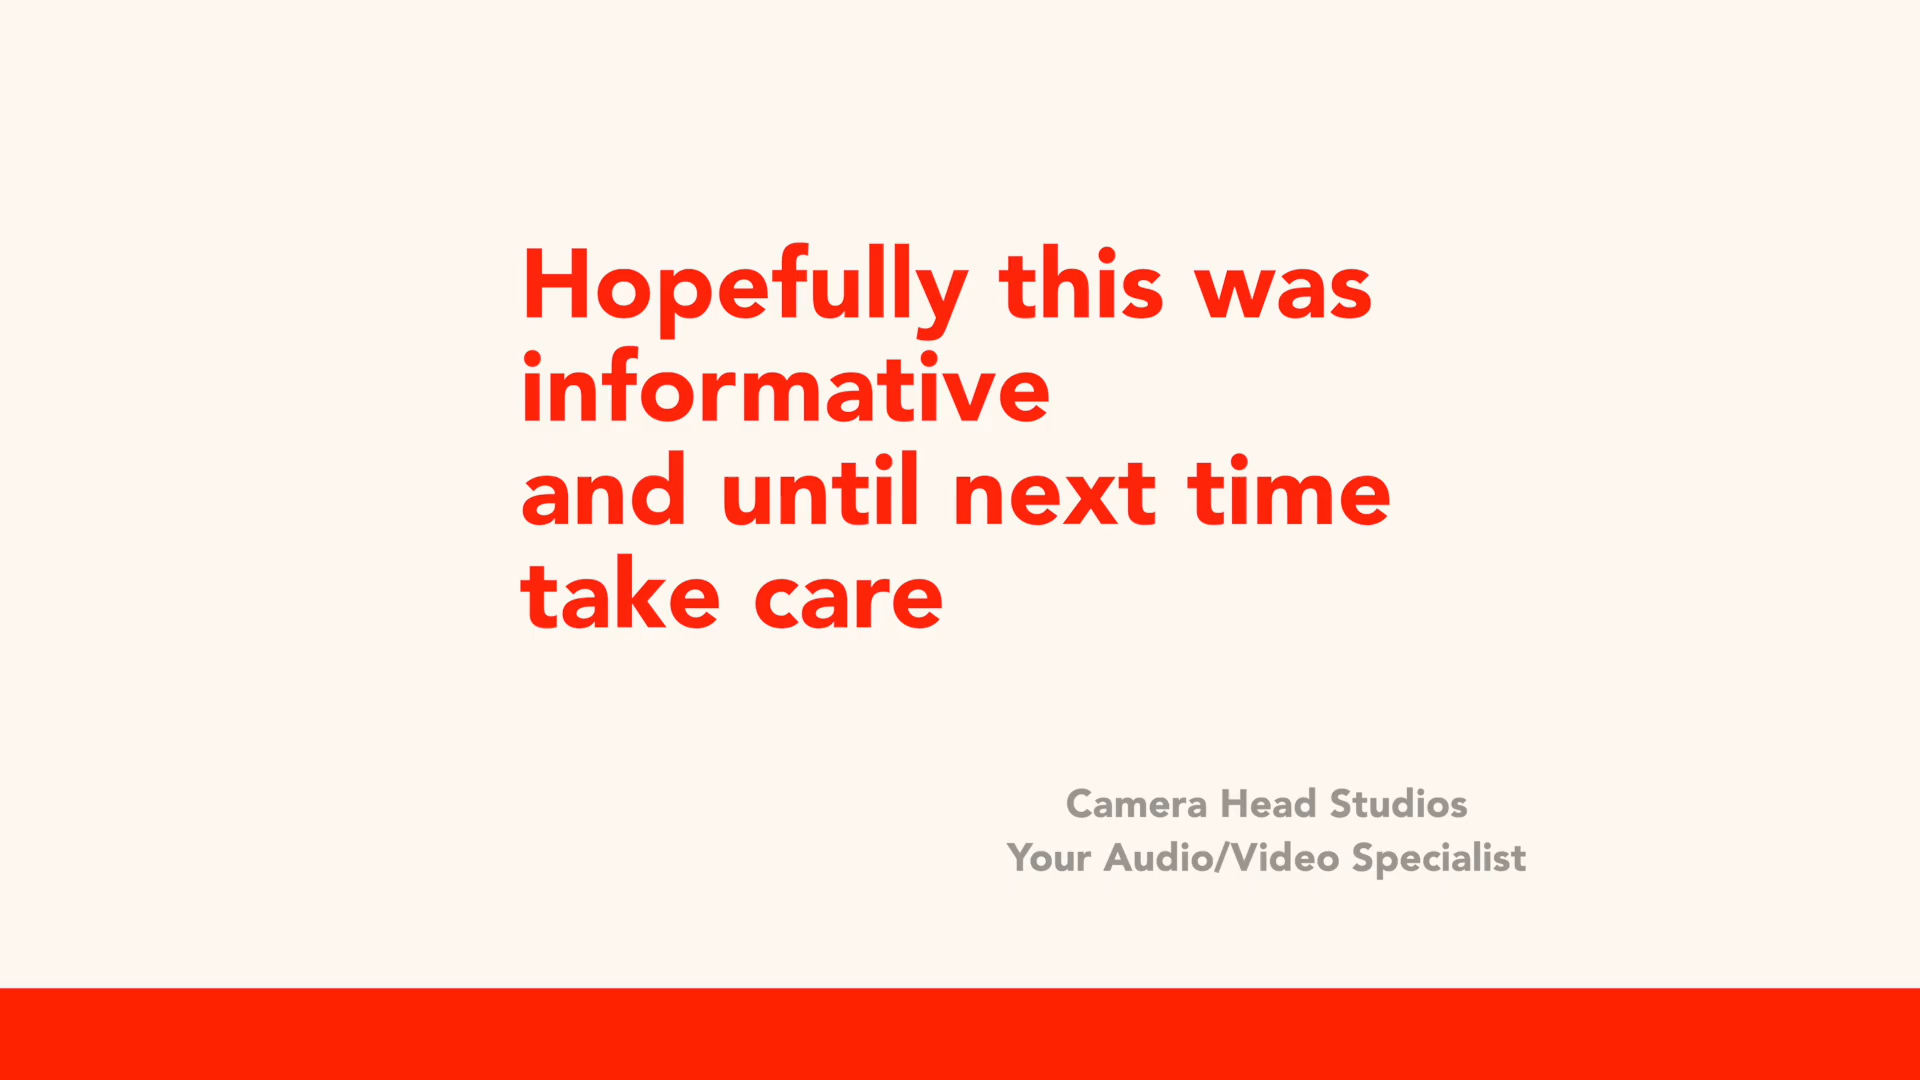 Hopefully this was
informative
and until next time
take care
Camera Head Studios
Your Audio/Video Specialist